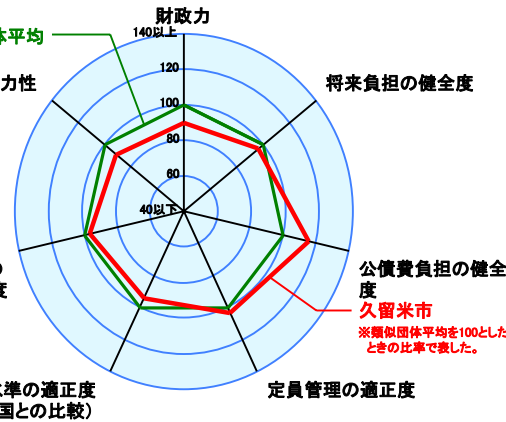 財政力
140以上
体平均
120
力性
将来負担の健全度
100
80
60
40以下
の
度
公債費負担の健全
度
久留米市
※類似団体平均を100とした
ときの比率で表した。
水準の適正度
国との比較)
定員管理の適正度